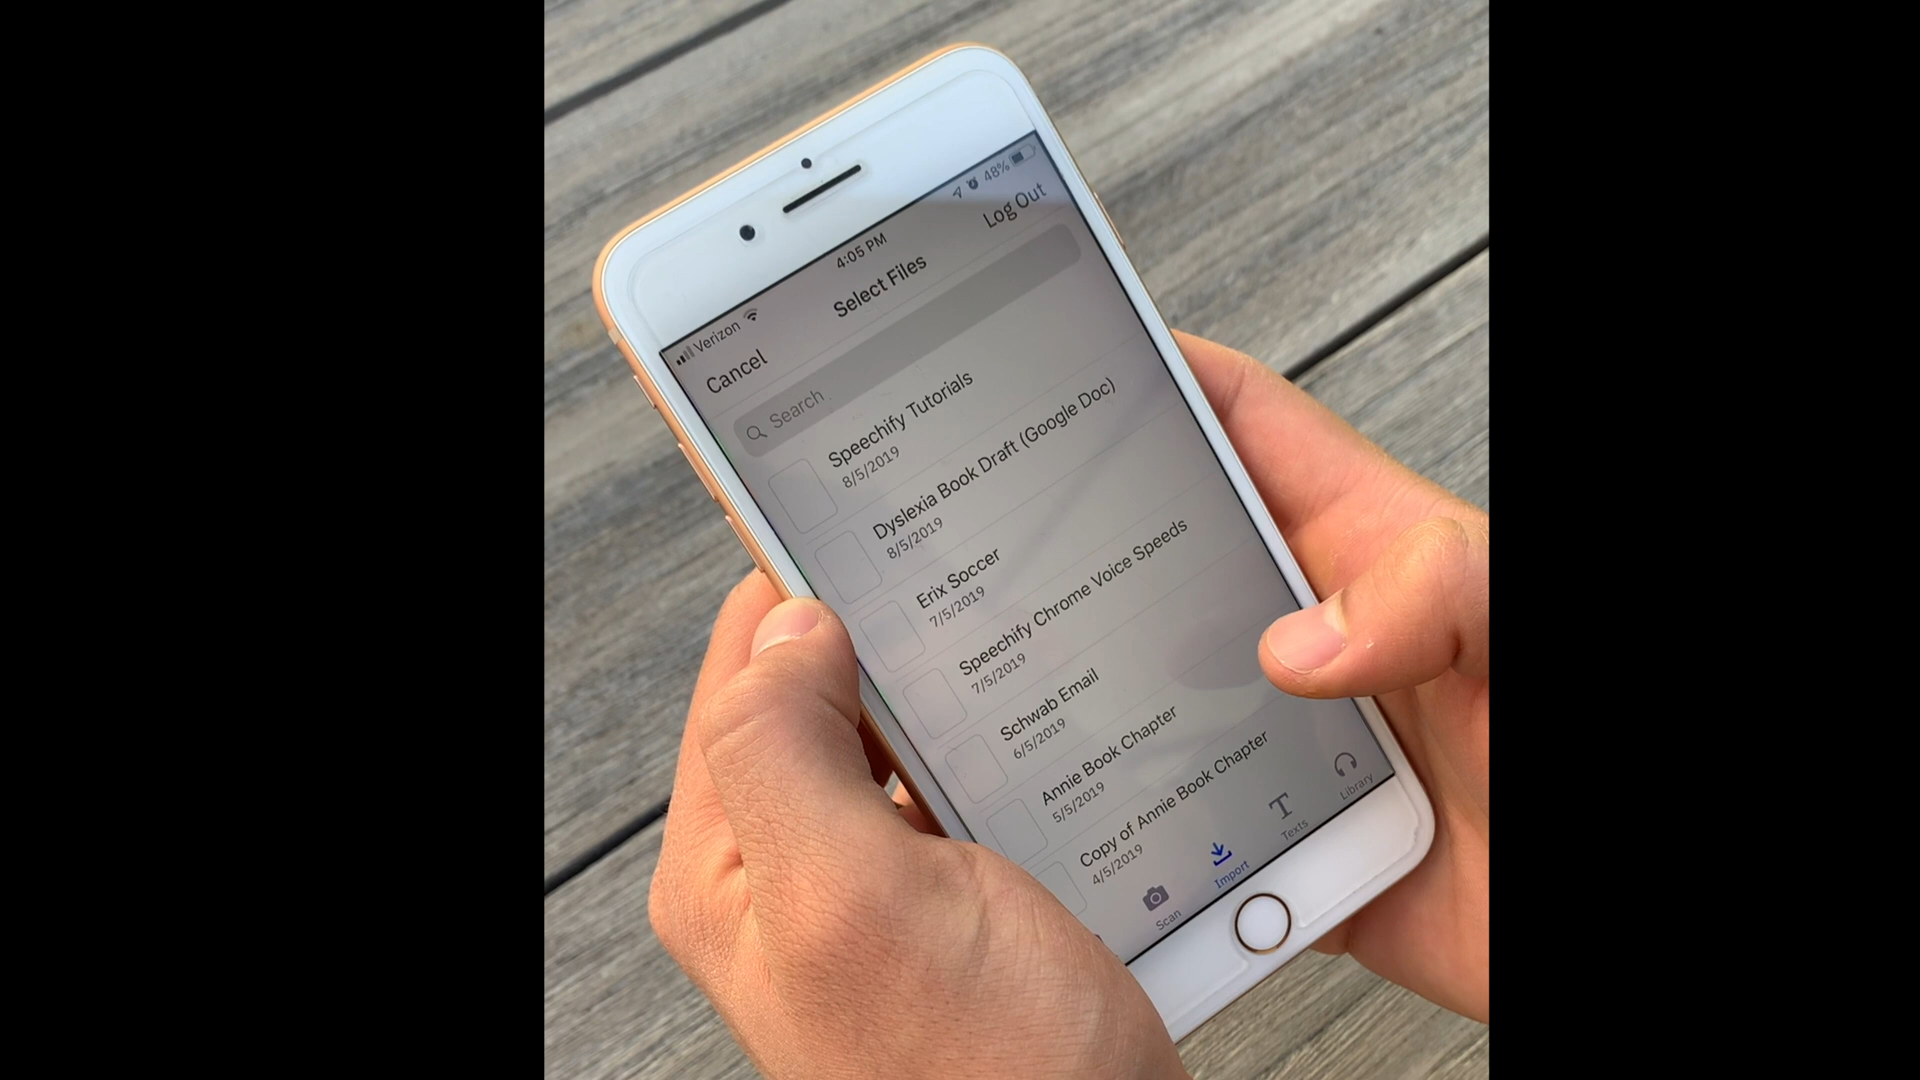 Verizon 4:05 PM 48%
Cancel Select Files Log Out
Search
Speechify Tutorials
8/5/2019
Dyslexia Book Draft (Google Doc)
8/5/2019
Erix Soccer
7/5/2019
Speechify Chrome Voice Speeds
7/5/2019
Schwab Email
6/5/2019
Annie Book Chapter
5/5/2019
Copy of Annie Book Chapter
4/5/2019
Scan Import Texts Library